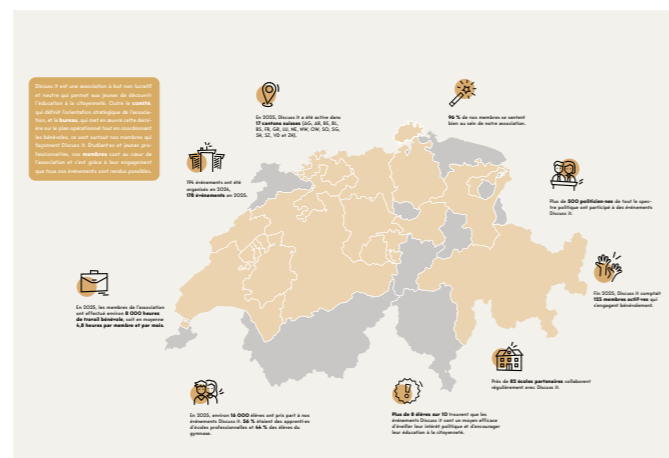 Discuss it est une association à but non lucratif
et neutre qui permet aux jeunes de découvrir
l'éducation à la citoyenneté. Outre le comité,
qui définit l'orientation stratégique de l'associa-
tion, et le bureau, qui met en œuvre cette derni-
ère sur le plan opérationnel tout en coordonnant
les bénévoles, ce sont surtout nos membres qui
façonnent Discuss it. Étudiant·es et jeunes pro-
fessionnel·les, nos membres sont au cœur de
l'association et c'est grâce à leur engagement
que tous nos événements sont rendus possibles.
En 2025, Discuss it a été active dans
17 cantons suisses (AG, AR, BE, BL,
BS, FR, GR, LU, NE, NW, OW, SO, SG,
SH, SZ, VD et ZH).
96 % de nos membres se sentent
bien au sein de notre association.
194 événements ont été
organisés en 2024,
178 événements en 2025.
Plus de 500 politicien·nes de tout le spec-
tre politique ont participé à des événements
Discuss it.
En 2025, les membres de l'association
ont effectué environ 8 000 heures
de travail bénévole, soit en moyenne
4,8 heures par membre et par mois.
Fin 2025, Discuss it comptait
135 membres actif·ves qui
s'engagent bénévolement.
Près de 85 écoles partenaires collaborent
régulièrement avec Discuss it.
En 2025, environ 16 000 élèves ont pris part à nos
événements Discuss it. 56 % étaient des apprenti·es
d'écoles professionnelles et 44 % des élèves du
gymnase.
Plus de 8 élèves sur 10 trouvent que les
événements Discuss it sont un moyen efficace
d'éveiller leur intérêt politique et d'encourager
leur éducation à la citoyenneté.